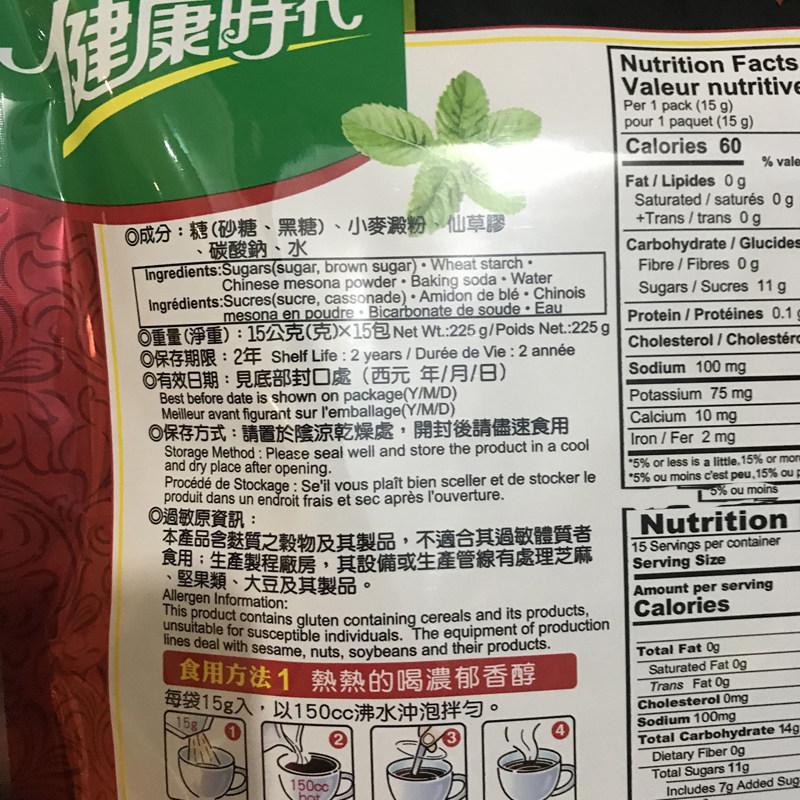 健康時代
◎成分：糖(砂糖、黑糖)、小麥澱粉、仙草膠
、碳酸鈉、水
Ingredients:Sugars(sugar, brown sugar)・Wheat starch・
Chinese mesona powder・Baking soda・Water
Ingrédients:Sucres(sucre, cassonade)・Amidon de blé・Chinois
mesona en poudre・Bicarbonate de soude・Eau
◎重量(淨重)：15公克(克)×15包 Net Wt.:225 g/Poids Net.:225 g
◎保存期限：2年 Shelf Life : 2 years / Durée de Vie : 2 année
◎有效日期：見底部封口處（西元 年/月/日）
Best before date is shown on package(Y/M/D)
Meilleur avant figurant sur l'emballage(Y/M/D)
◎保存方式：請置於陰涼乾燥處，開封後請儘速食用
Storage Method : Please seal well and store the product in a cool
and dry place after opening.
Procédé de Stockage : Se'il vous plaît bien sceller et de stocker le
produit dans un endroit frais et sec après l'ouverture.
◎過敏原資訊：
本產品含麩質之穀物及其製品，不適合其過敏體質者
食用；生產製程廠房，其設備或生產管線有處理芝麻
、堅果類、大豆及其製品。
Allergen Information:
This product contains gluten containing cereals and its products,
unsuitable for susceptible individuals. The equipment of production
lines deal with sesame, nuts, soybeans and their products.
食用方法1 熱熱的喝濃郁香醇
每袋15g入，以150cc沸水沖泡拌勻。
15g 1
2
150cc
hot
3
4
Nutrition Facts
Valeur nutritive
Per 1 pack (15 g)
pour 1 paquet (15 g)
Calories 60
% vale
Fat / Lipides 0 g
Saturated / saturés 0 g
+Trans / trans 0 g
Carbohydrate / Glucides
Fibre / Fibres 0 g
Sugars / Sucres 11 g
Protein / Protéines 0.1 g
Cholesterol / Cholestéro
Sodium 100 mg
Potassium 75 mg
Calcium 10 mg
Iron / Fer 2 mg
*5% or less is a little,15% or mor
*5% ou moins c'est peu,15% ou p
*5% ou moins
Nutrition
15 Servings per container
Serving Size
Amount per serving
Calories
Total Fat 0g
Saturated Fat 0g
Trans Fat 0g
Cholesterol 0mg
Sodium 100mg
Total Carbohydrate 14g
Dietary Fiber 0g
Total Sugars 11g
Includes 7g Added Sug